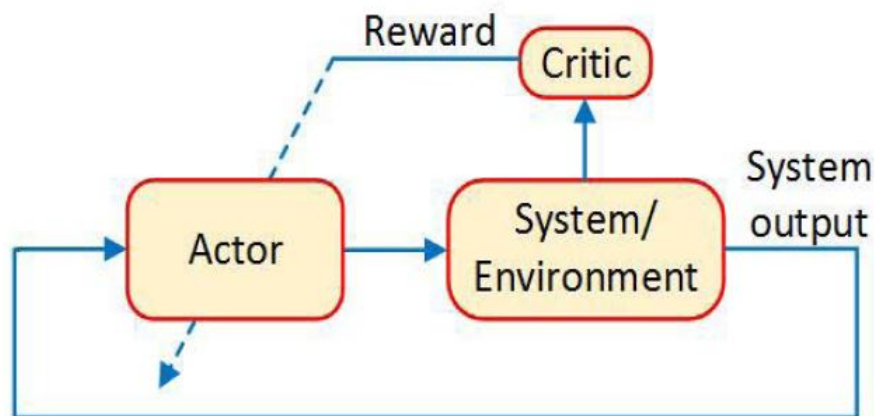 Reward
Critic
System
output
Actor
System/
Environment